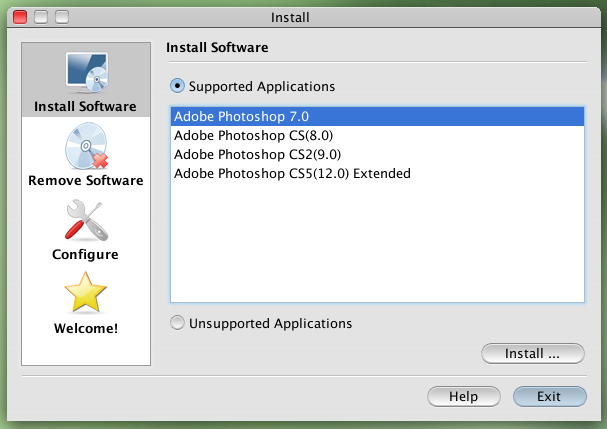 Install
Install Software
Remove Software
Configure
Welcome!
Install Software
Supported Applications
Adobe Photoshop 7.0
Adobe Photoshop CS(8.0)
Adobe Photoshop CS2(9.0)
Adobe Photoshop CS5(12.0) Extended
Unsupported Applications
Install ...
Help
Exit